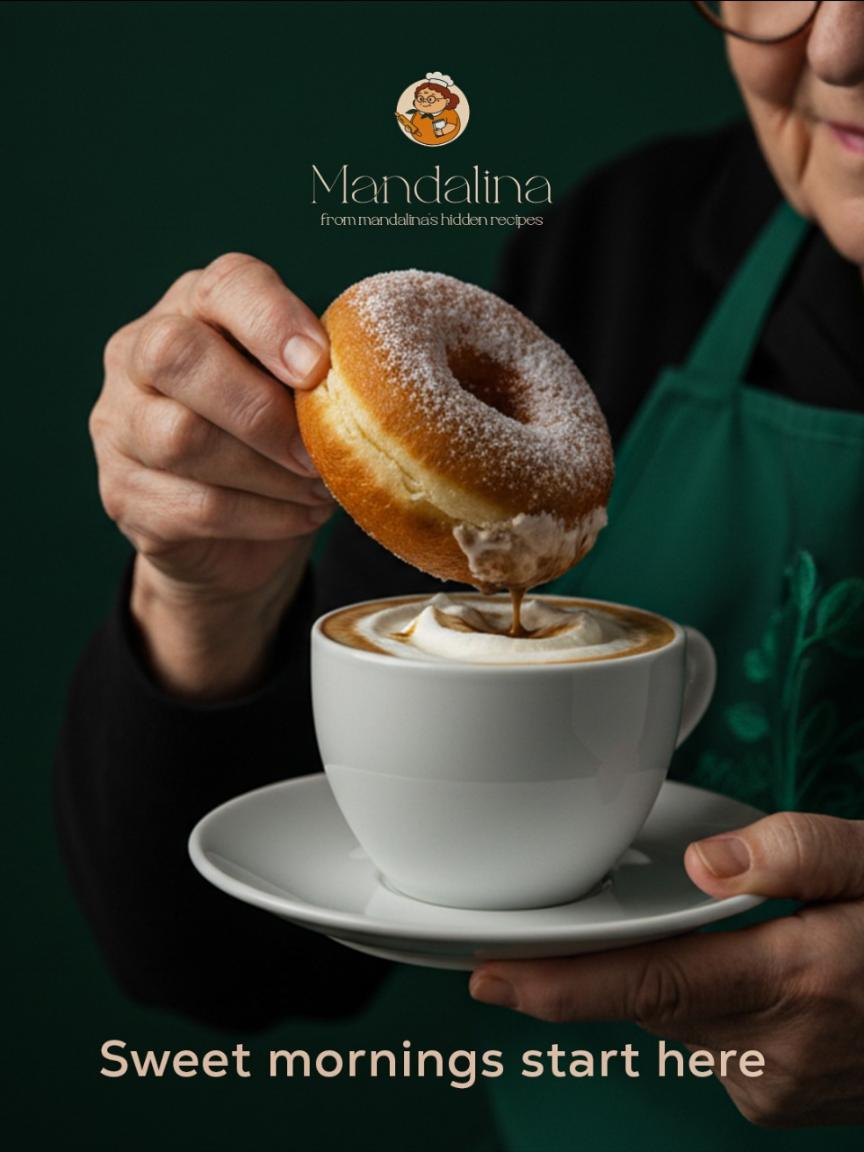 Mandalina
from mandalina's hidden recipes
Sweet mornings start here